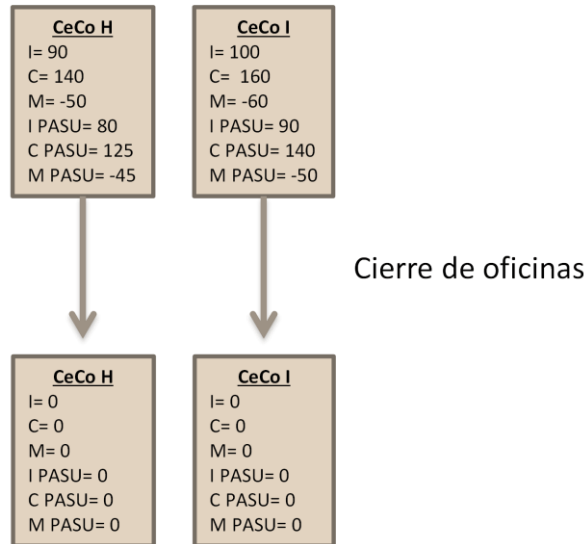 CeCo H
I= 90
C= 140
M= -50
I PASU= 80
C PASU= 125
M PASU= -45
CeCo I
I= 100
C=  160
M= -60
I PASU= 90
C PASU= 140
M PASU= -50
Cierre de oficinas
CeCo H
I= 0
C= 0
M= 0
I PASU= 0
C PASU= 0
M PASU= 0
CeCo I
I= 0
C= 0
M= 0
I PASU= 0
C PASU= 0
M PASU= 0